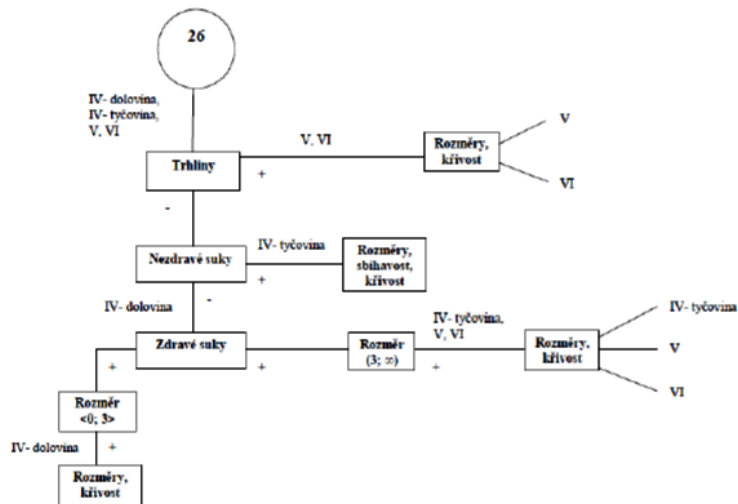 26
IV- dolovina,
IV- tyčovina,
V, VI
Trhliny
+
V, VI
Rozměry,
křivost
V
VI
-
Nezdravé suky
IV- tyčovina
+
Rozměry,
sbíhavost,
křivost
IV- dolovina
-
Zdravé suky
+
+
Rozměr
(3; ∞)
IV- tyčovina,
V, VI
+
Rozměry,
křivost
IV- tyčovina
V
VI
Rozměr
<0; 3>
IV- dolovina
+
Rozměry,
křivost